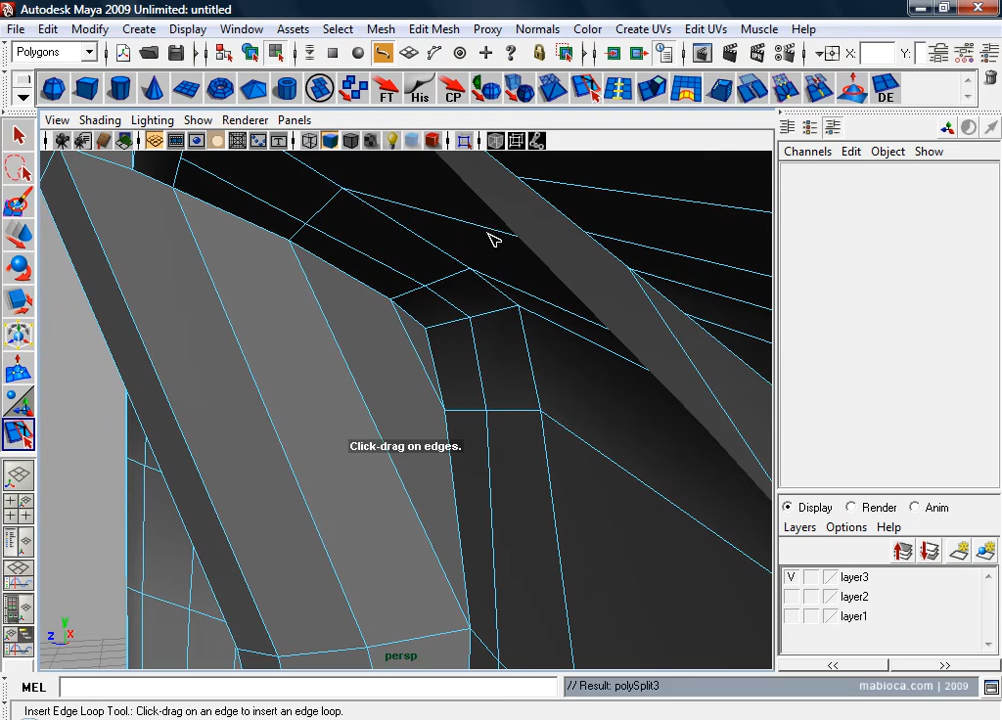 Autodesk Maya 2009 Unlimited: untitled
File Edit Modify Create Display Window Assets Select Mesh Edit Mesh Proxy Normals Color Create UVs Edit UVs Muscle Help
Polygons X: Y:
FT His CP DE
View Shading Lighting Show Renderer Panels
Channels Edit Object Show
Click-drag on edges.
Display Render Anim
Layers Options Help
V layer3
layer2
layer1
y
z x
persp
<< >>
MEL // Result: polySplit3 mabioca.com | 2009
Insert Edge Loop Tool.: Click-drag on an edge to insert an edge loop.